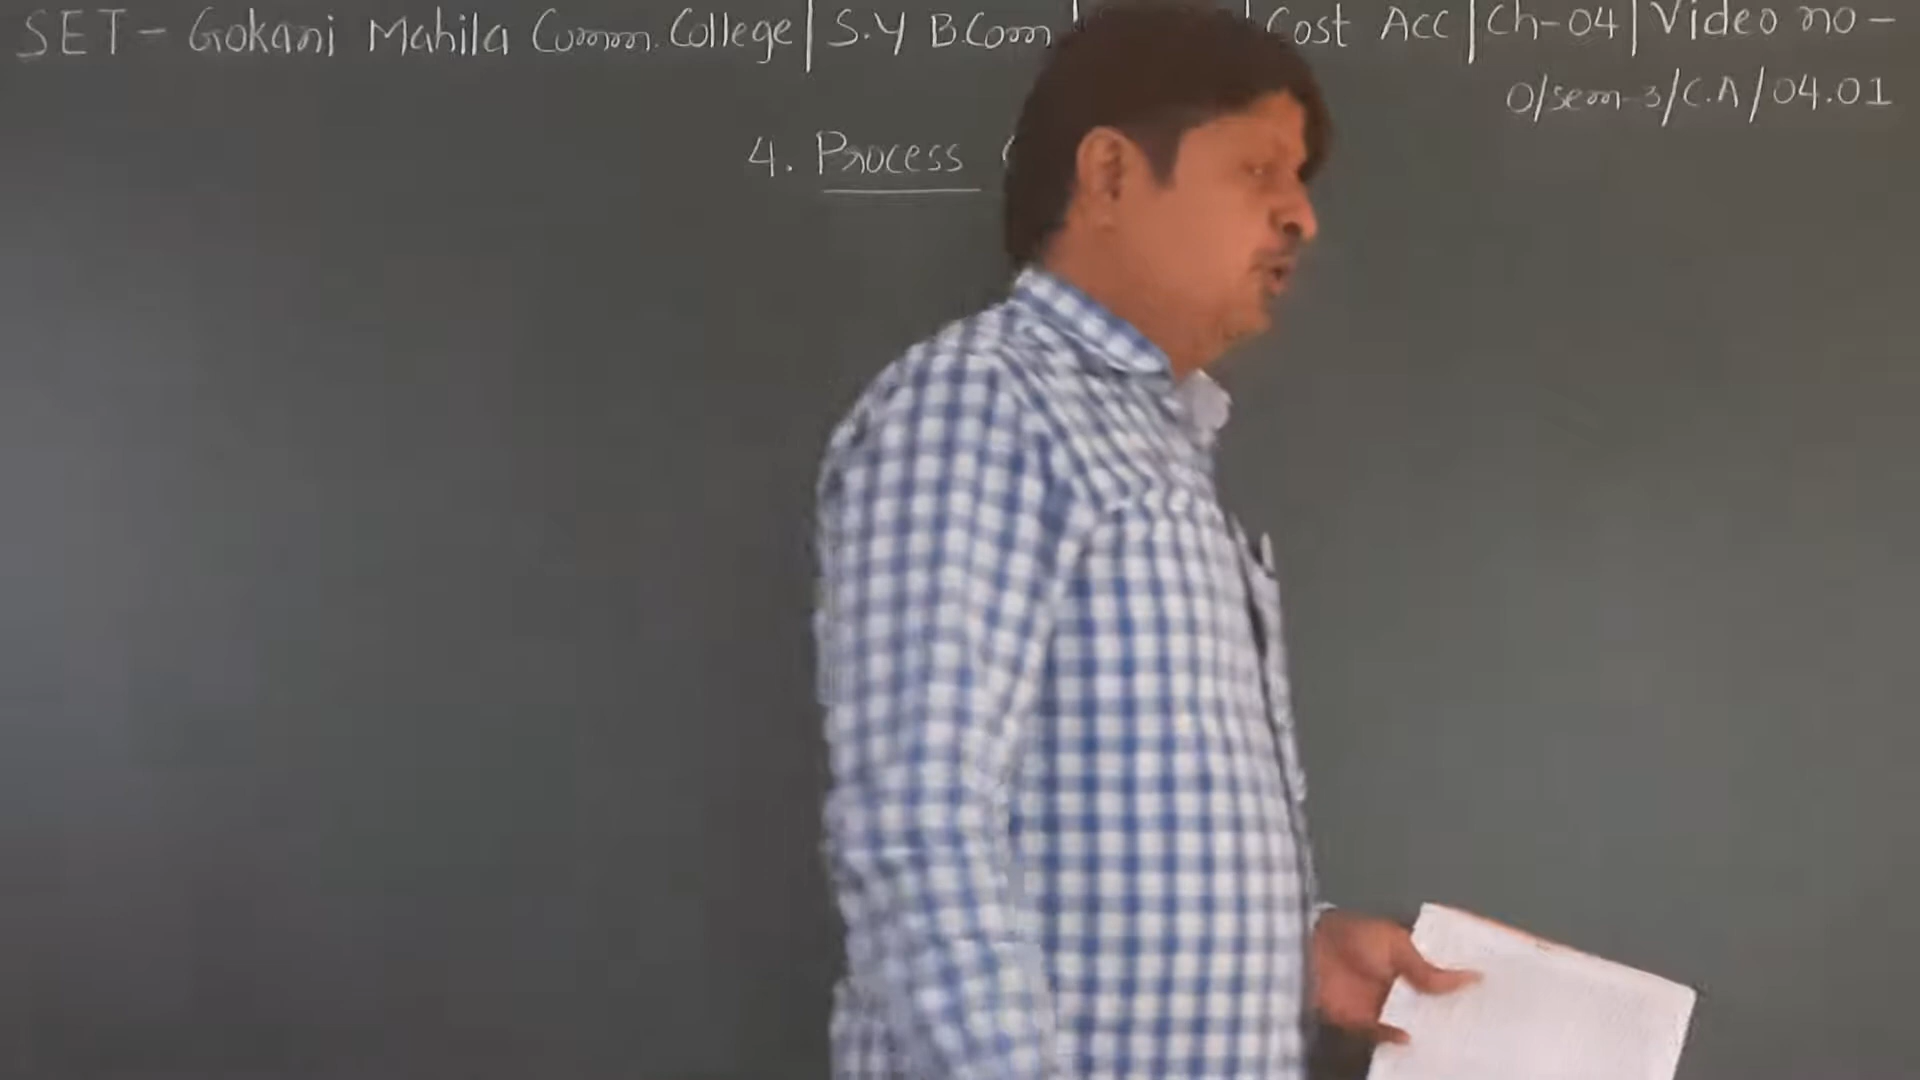 SET - Gokani Mahila Comm. College | S.Y B.Com | Cost Acc | Ch-04 | Video no -
0/sem-3/C.A/04.01
4. Process